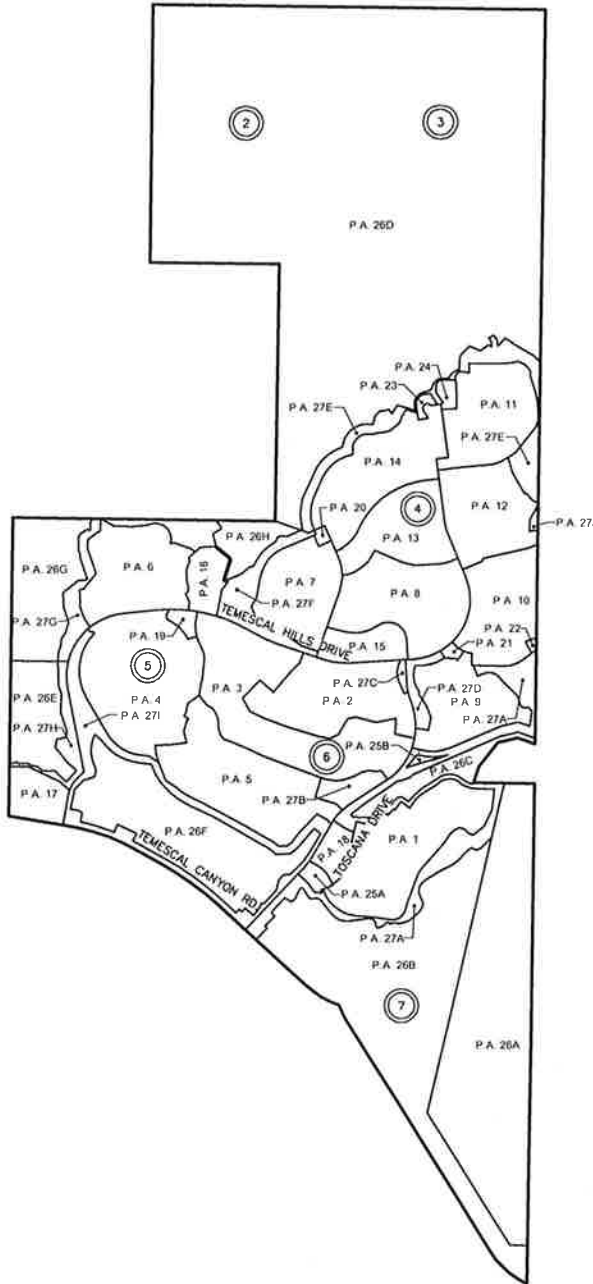 2
3
P.A. 26D
P.A. 24
P.A. 23
P.A. 11
P.A. 27E
P.A. 27E
P.A. 14
P.A. 20
4
P.A. 12
P.A. 13
P.A. 26H
P.A. 26G
P.A. 6
P.A. 16
P.A. 7
P.A. 27F
P.A. 8
P.A. 10
P.A. 27G
TEMESCAL HILLS DRIVE
P.A. 22
P.A. 19
P.A. 15
P.A. 21
5
P.A. 3
P.A. 27C
P.A. 27D
P.A. 26E
P.A. 4
P.A. 2
P.A. 9
P.A. 27I
P.A. 27A
P.A. 27H
6
P.A. 25B
P.A. 26C
P.A. 5
P.A. 27B
P.A. 17
P.A. 26F
TOSCANA DRIVE
P.A. 1
P.A. 18
TEMESCAL CANYON RD
P.A. 25A
P.A. 27A
P.A. 26B
7
P.A. 26A